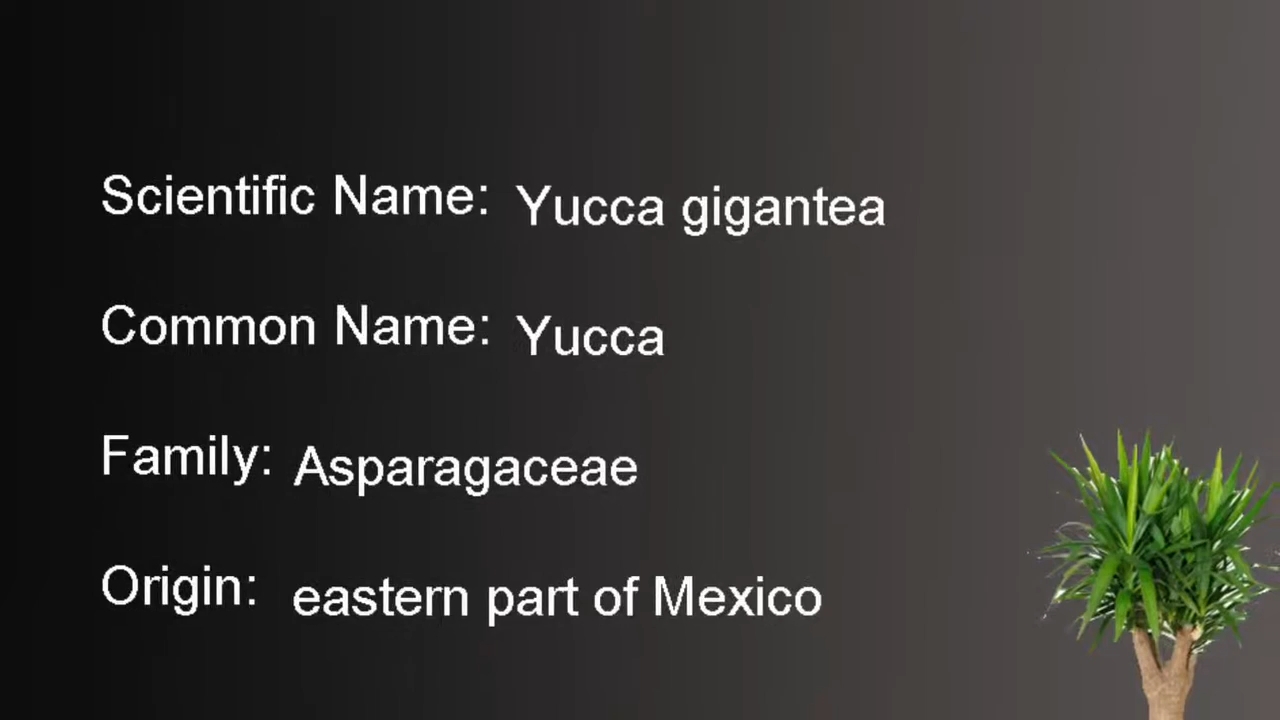 Scientific Name: Yucca gigantea
Common Name: Yucca
Family: Asparagaceae
Origin: eastern part of Mexico